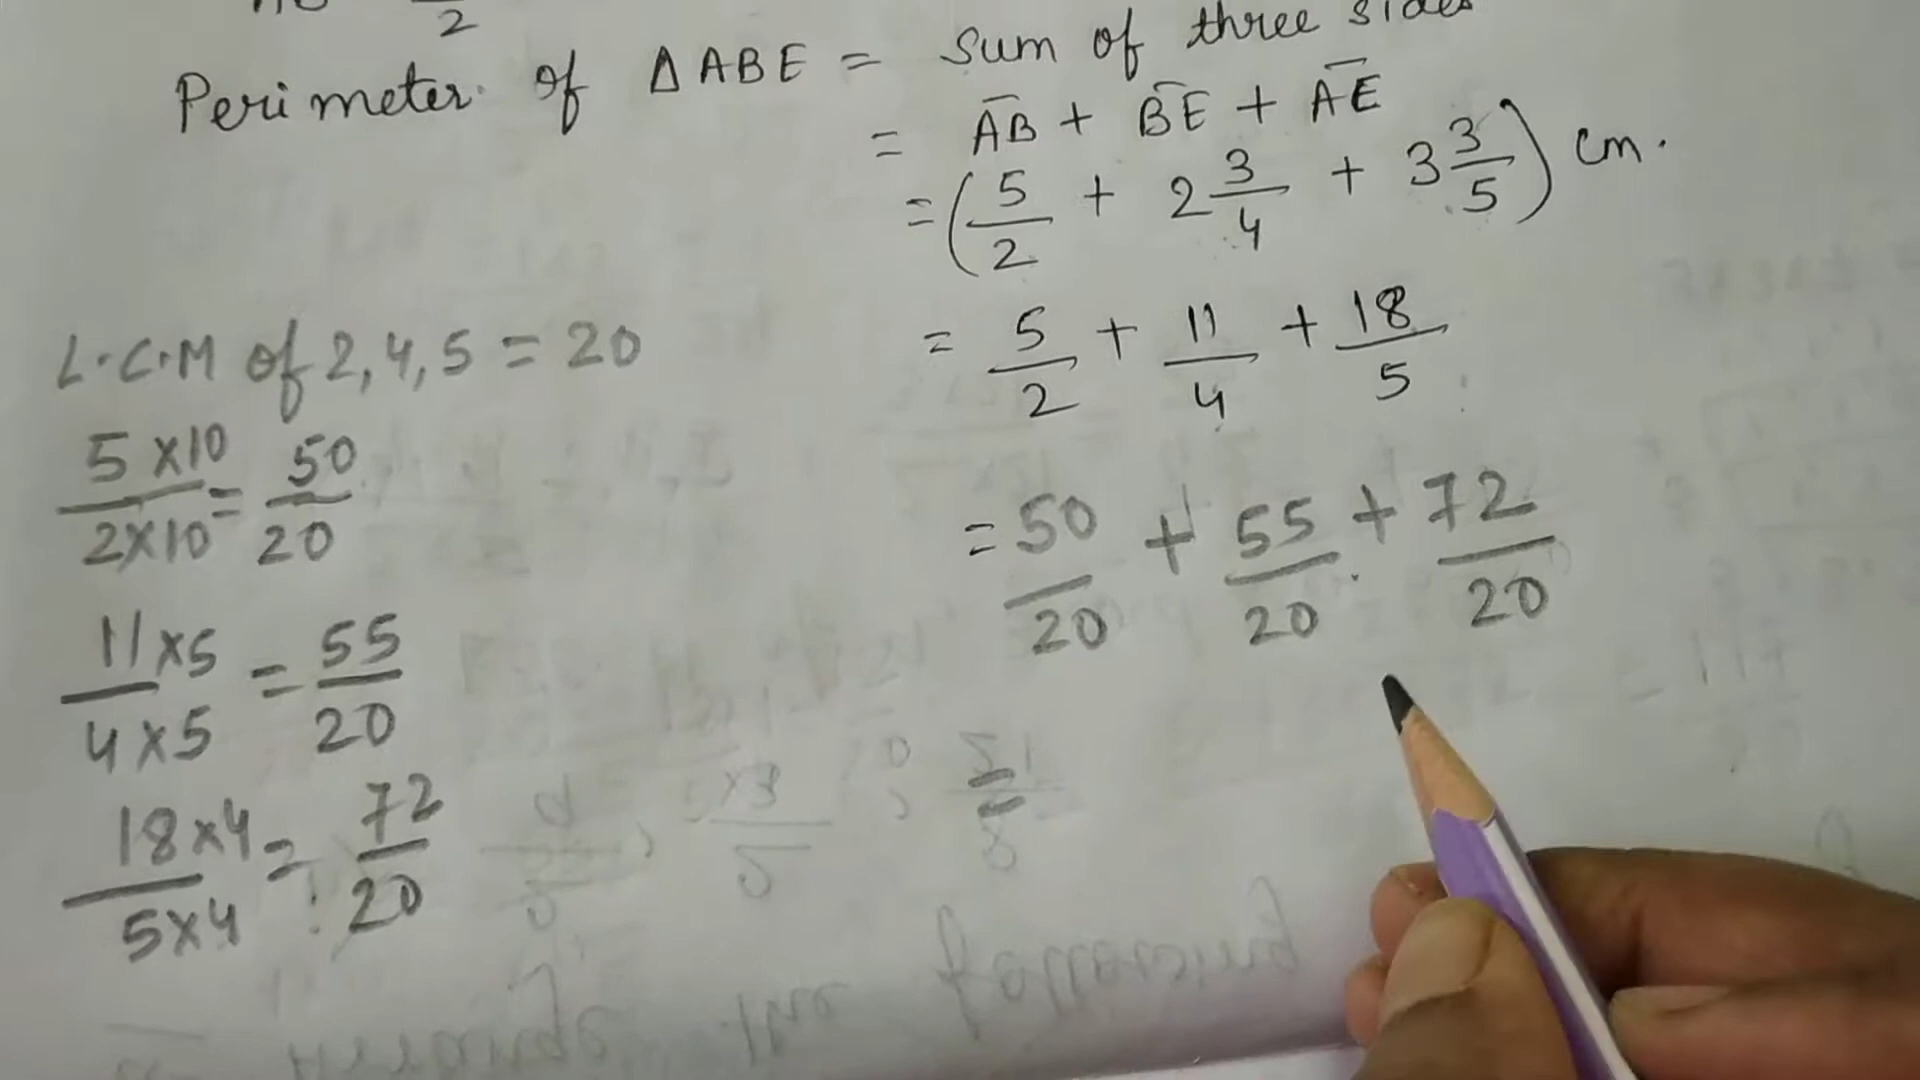 2
Perimeter of ΔABE = Sum of three sides
= AB + BE + AE
= (5/2 + 2 3/4 + 3 3/5) cm.
= 5/2 + 11/4 + 18/5
L.C.M of 2, 4, 5 = 20
5×10/2×10 = 50/20
= 50/20 + 55/20 + 72/20
11×5/4×5 = 55/20
=
18×4/5×4 = 72/20